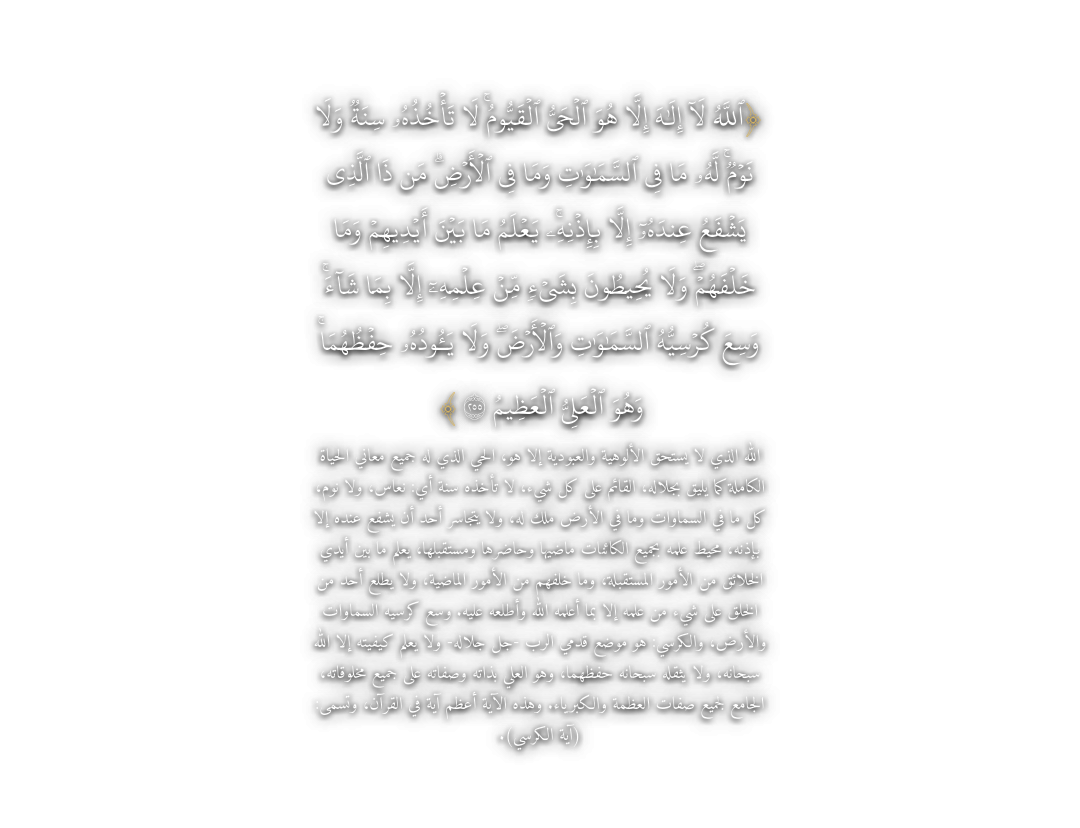 ﴿ٱللَّهُ لَآ إِلَـٰهَ إِلَّا هُوَ ٱلْحَىُّ ٱلْقَيُّومُ ۚ لَا تَأْخُذُهُۥ سِنَةٌ وَلَا
نَوْمٌ ۚ لَّهُۥ مَا فِى ٱلسَّمَـٰوَٰتِ وَمَا فِى ٱلْأَرْضِ ۗ مَن ذَا ٱلَّذِى
يَشْفَعُ عِندَهُۥٓ إِلَّا بِإِذْنِهِۦ ۚ يَعْلَمُ مَا بَيْنَ أَيْدِيهِمْ وَمَا
خَلْفَهُمْ ۖ وَلَا يُحِيطُونَ بِشَىْءٍ مِّنْ عِلْمِهِۦٓ إِلَّا بِمَا شَآءَ ۚ
وَسِعَ كُرْسِيُّهُ ٱلسَّمَـٰوَٰتِ وَٱلْأَرْضَ ۖ وَلَا يَـُٔودُهُۥ حِفْظُهُمَا ۚ
وَهُوَ ٱلْعَلِىُّ ٱلْعَظِيمُ ۝٢٥٥ ﴾
الله الذي لا يستحق الألوهية والعبودية إلا هو، الحي الذي له جميع معاني الحياة
الكاملة كما يليق بجلاله، القائم على كل شيء، لا تأخذه سنة أي: نعاس، ولا نوم،
كل ما في السماوات وما في الأرض ملك له، ولا يتجاسر أحد أن يشفع عنده إلا
بإذنه، محيط علمه بجميع الكائنات ماضيها وحاضرها ومستقبلها، يعلم ما بين أيدي
الخلائق من الأمور المستقبلة، وما خلفهم من الأمور الماضية، ولا يطلع أحد من
الخلق على شيء من علمه إلا بما أعلمه الله وأطلعه عليه، وسع كرسيه السماوات
والأرض، والكرسي: هو موضع قدمي الرب -جل جلاله- ولا يعلم كيفيته إلا الله
سبحانه، ولا يثقله سبحانه حفظهما، وهو العلي بذاته وصفاته على جميع مخلوقاته،
الجامع لجميع صفات العظمة والكبرياء. وهذه الآية أعظم آية في القرآن، وتسمى:
(آية الكرسي).